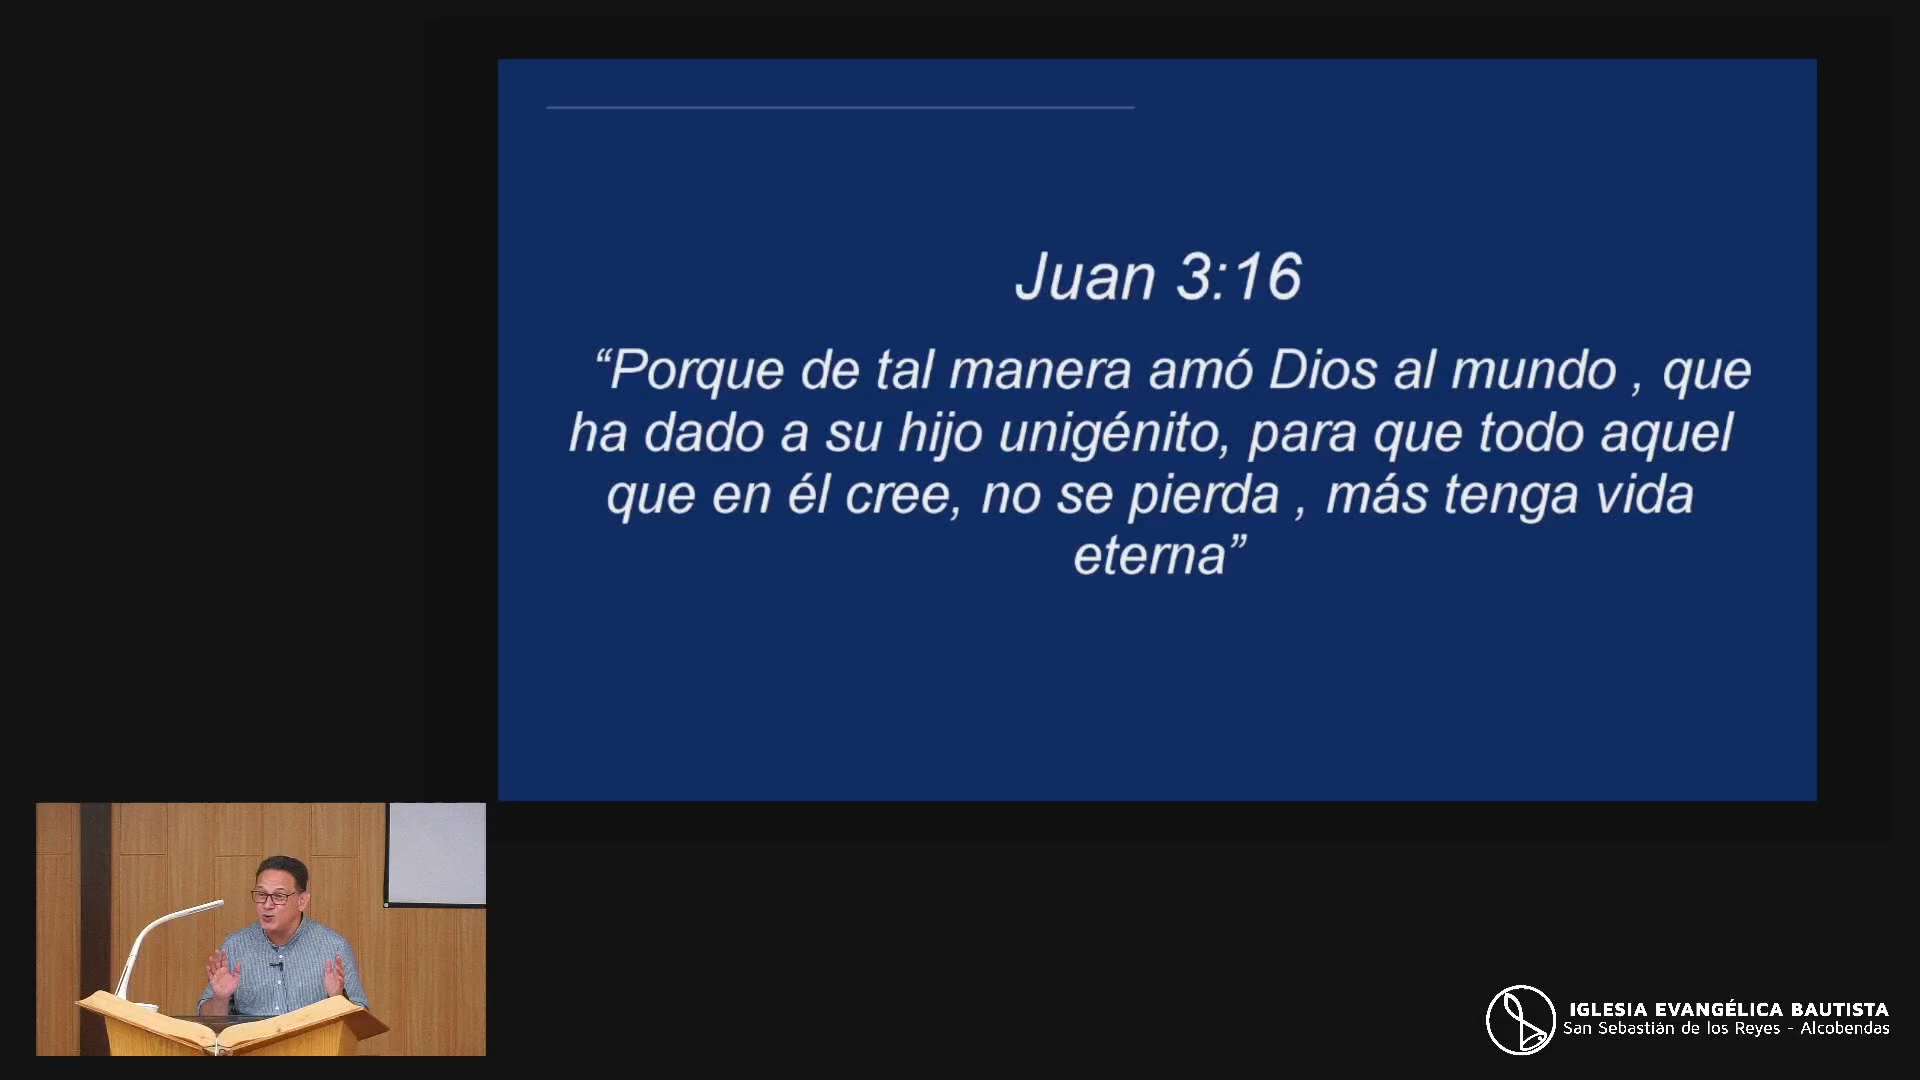 Juan 3:16
“Porque de tal manera amó Dios al mundo , que
ha dado a su hijo unigénito, para que todo aquel
que en él cree, no se pierda , más tenga vida
eterna”
IGLESIA EVANGÉLICA BAUTISTA
San Sebastián de los Reyes - Alcobendas